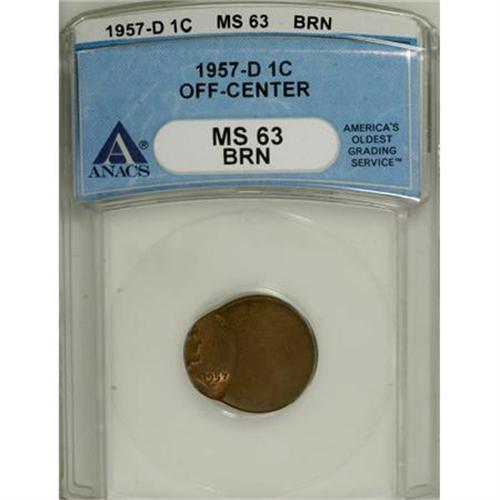 1957-D 1C MS 63 BRN
1957-D 1C
OFF-CENTER
ANACS
MS 63
BRN
AMERICA'S
OLDEST
GRADING
SERVICE™
1957